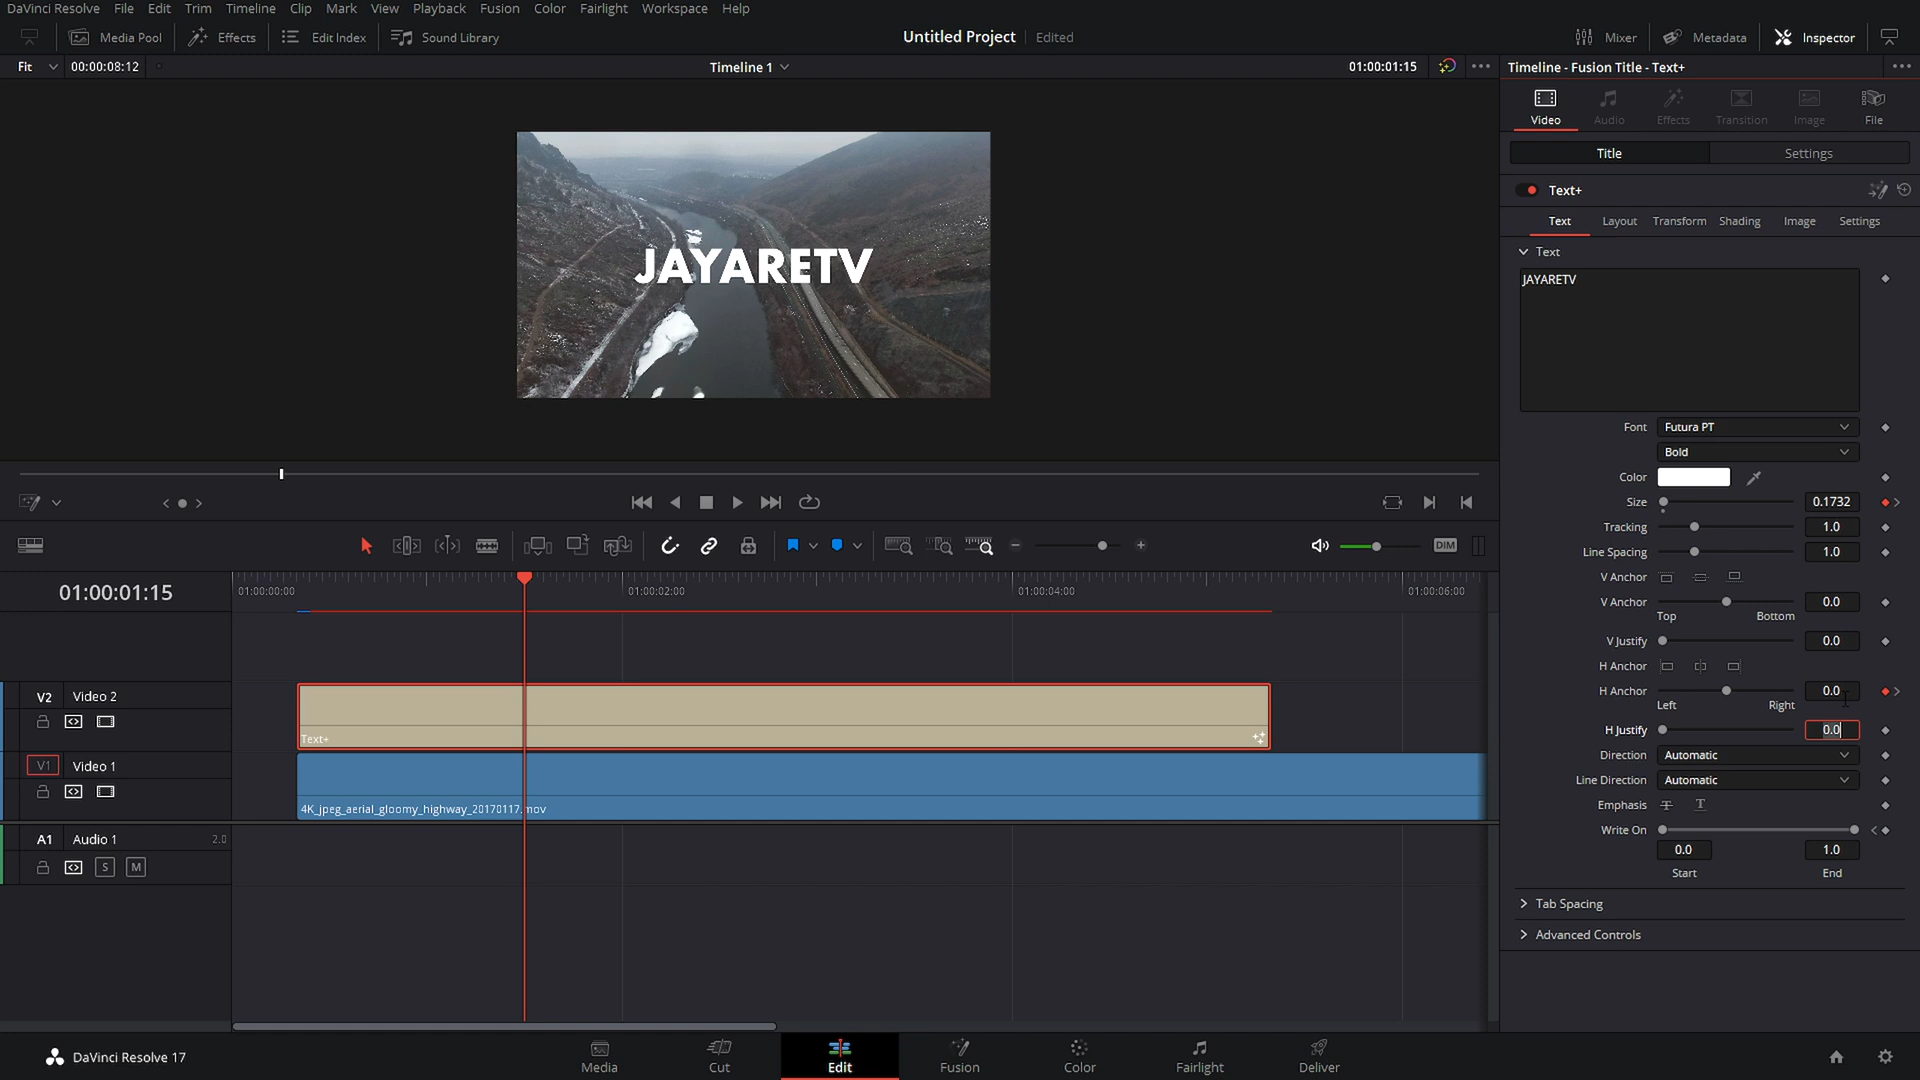 DaVinci Resolve File Edit Trim Timeline Clip Mark View Playback Fusion Color Fairlight Workspace Help
Media Pool Effects Edit Index Sound Library Untitled Project Edited Mixer Metadata Inspector
Fit 00:00:08:12 Timeline 1 01:00:01:15 Timeline - Fusion Title - Text+
Video Audio Effects Transition Image File
Title Settings
Text+
Text Layout Transform Shading Image Settings
Text
JAYARETV
JAYARETV
Font Futura PT
Bold
Color
Size 0.1732
Tracking 1.0
Line Spacing 1.0
V Anchor
V Anchor 0.0
Top Bottom
V Justify 0.0
H Anchor
H Anchor 0.0
Left Right
H Justify 0.0
Direction Automatic
Line Direction Automatic
Emphasis T T
Write On
0.0 1.0
Start End
Tab Spacing
Advanced Controls
DIM
01:00:01:15 01:00:00:00 01:00:02:00 01:00:04:00 01:00:06:00
V2 Video 2
Text+
V1 Video 1
4K_jpeg_aerial_gloomy_highway_20170117.mov
A1 Audio 1 2.0
S M
DaVinci Resolve 17 Media Cut Edit Fusion Color Fairlight Deliver